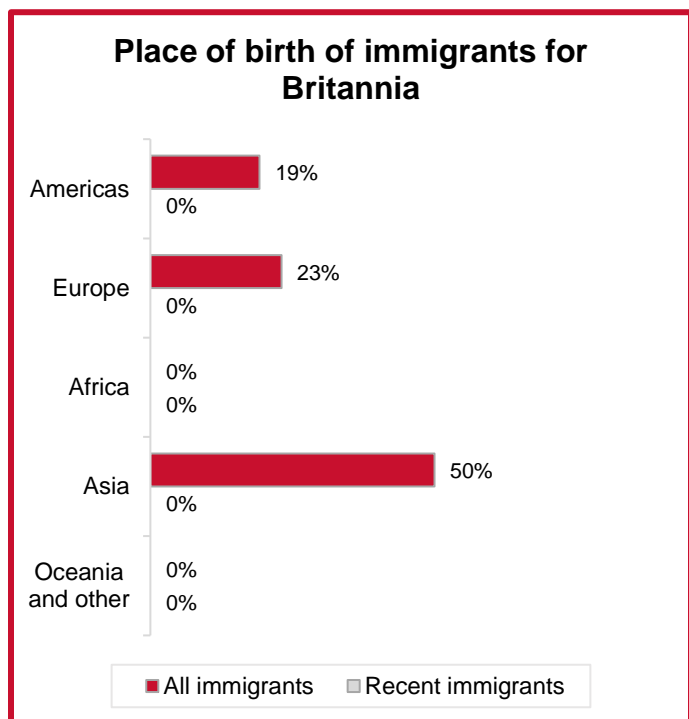 Place of birth of immigrants for
Britannia
Americas
19%
0%
Europe
23%
0%
Africa
0%
0%
Asia
50%
0%
Oceania
and other
0%
0%
All immigrants
Recent immigrants